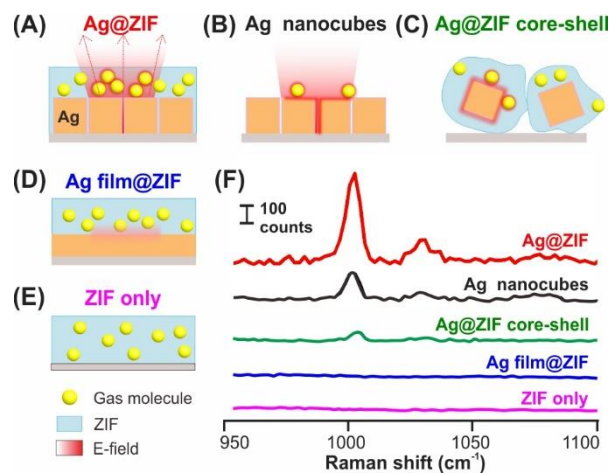 (A) Ag@ZIF
Ag
(B) Ag nanocubes
(C) Ag@ZIF core-shell
(D) Ag film@ZIF
(E) ZIF only
Gas molecule
ZIF
E-field
(F)
100
counts
Ag@ZIF
Ag nanocubes
Ag@ZIF core-shell
Ag film@ZIF
ZIF only
950 1000 1050 1100
Raman shift (cm⁻¹)